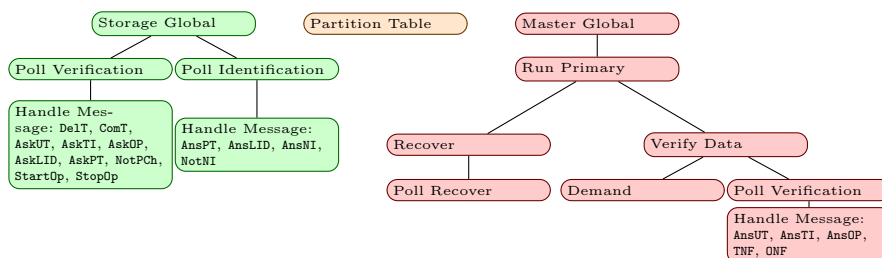 Storage Global
Partition Table
Master Global
Poll Verification
Poll Identification
Run Primary
Handle Mes-
sage: DelT, ComT,
AskUT, AskTI, AskOP,
AskLID, AskPT, NotPCh,
StartOp, StopOp
Handle Message:
AnsPT, AnsLID, AnsNI,
NotNI
Recover
Verify Data
Poll Recover
Demand
Poll Verification
Handle Message:
AnsUT, AnsTI, AnsOP,
TNF, ONF